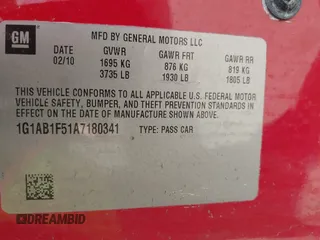 GM
MFD BY GENERAL MOTORS LLC
DATE GVWR GAWR FRT GAWR RR
02/10 1695 KG 876 KG 819 KG
3735 LB 1930 LB 1805 LB
THIS VEHICLE CONFORMS TO ALL APPLICABLE U.S. FEDERAL MOTOR
VEHICLE SAFETY, BUMPER, AND THEFT PREVENTION STANDARDS IN
EFFECT ON THE DATE OF MANUFACTURE SHOWN ABOVE.
1G1AB1F51A7180341 TYPE: PASS CAR
DREAMBID